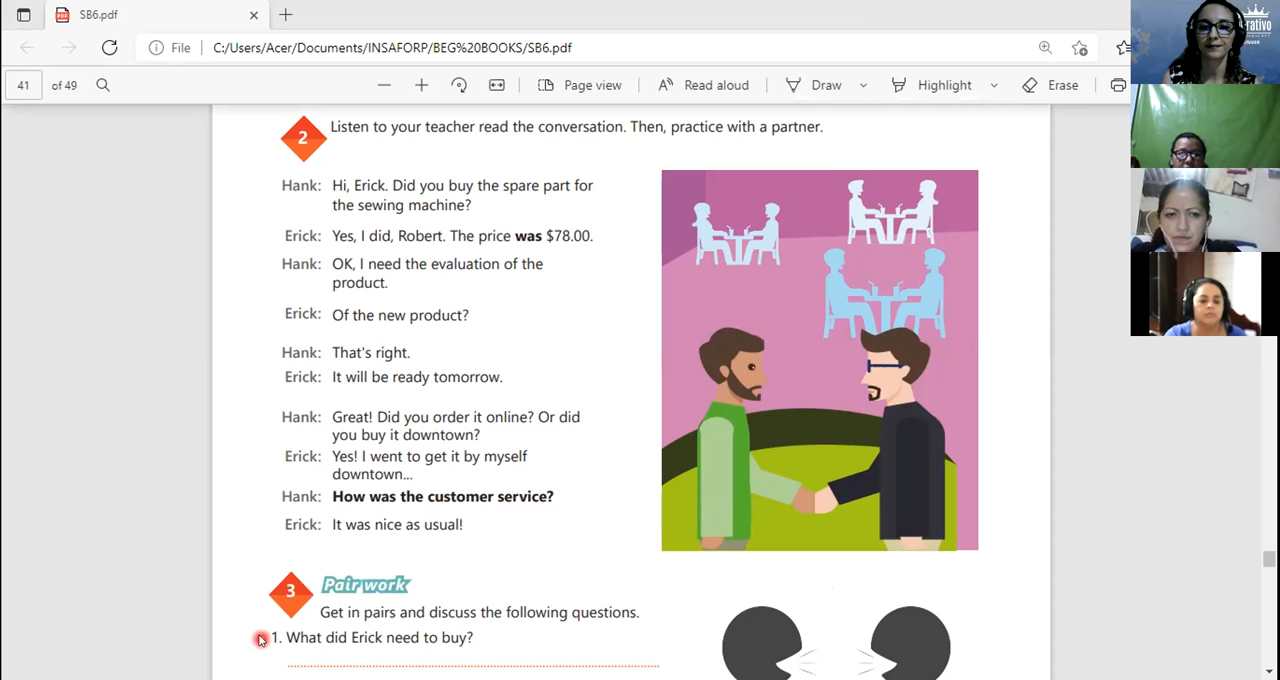 SB6.pdf
File
C:/Users/Acer/Documents/INSAFORP/BEG%20BOOKS/SB6.pdf
41 of 49
Page view
Read aloud
Draw
Highlight
Erase
2
Listen to your teacher read the conversation. Then, practice with a partner.
Hank: Hi, Erick. Did you buy the spare part for
the sewing machine?
Erick: Yes, I did, Robert. The price was $78.00.
Hank: OK, I need the evaluation of the
product.
Erick: Of the new product?
Hank: That's right.
Erick: It will be ready tomorrow.
Hank: Great! Did you order it online? Or did
you buy it downtown?
Erick: Yes! I went to get it by myself
downtown...
Hank: How was the customer service?
Erick: It was nice as usual!
3
Pair work
Get in pairs and discuss the following questions.
1. What did Erick need to buy?